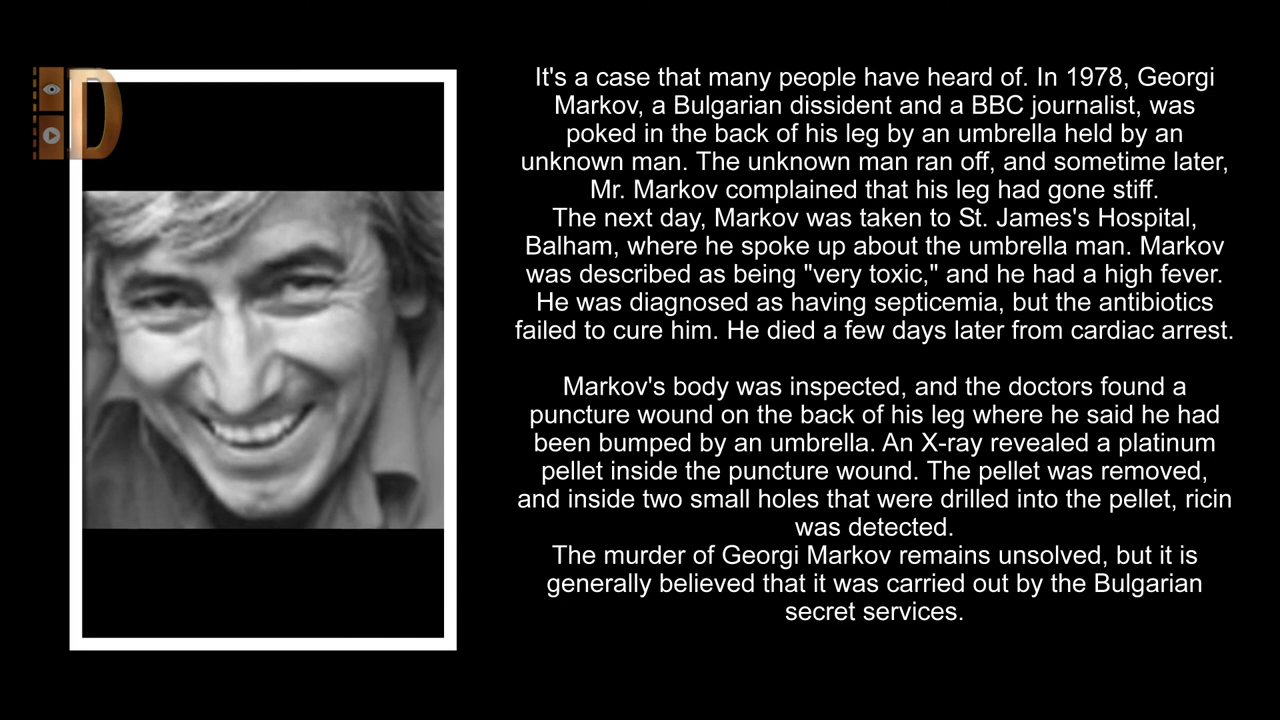 D
It's a case that many people have heard of. In 1978, Georgi
Markov, a Bulgarian dissident and a BBC journalist, was
poked in the back of his leg by an umbrella held by an
unknown man. The unknown man ran off, and sometime later,
Mr. Markov complained that his leg had gone stiff.
The next day, Markov was taken to St. James's Hospital,
Balham, where he spoke up about the umbrella man. Markov
was described as being "very toxic," and he had a high fever.
He was diagnosed as having septicemia, but the antibiotics
failed to cure him. He died a few days later from cardiac arrest.
Markov's body was inspected, and the doctors found a
puncture wound on the back of his leg where he said he had
been bumped by an umbrella. An X-ray revealed a platinum
pellet inside the puncture wound. The pellet was removed,
and inside two small holes that were drilled into the pellet, ricin
was detected.
The murder of Georgi Markov remains unsolved, but it is
generally believed that it was carried out by the Bulgarian
secret services.